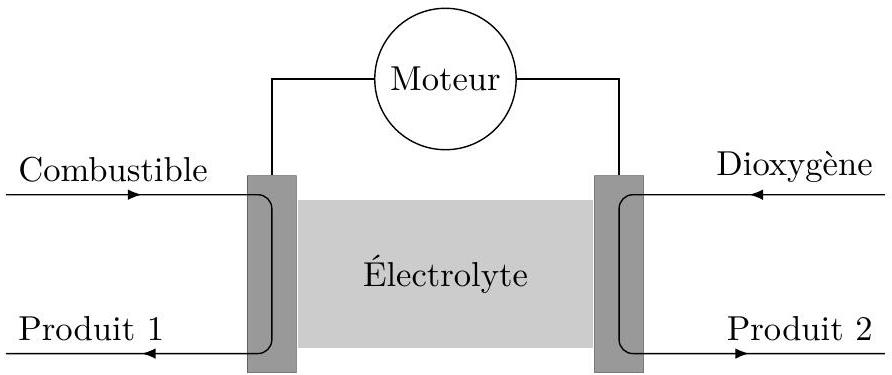 Moteur
Combustible
Dioxygène
Électrolyte
Produit 1
Produit 2